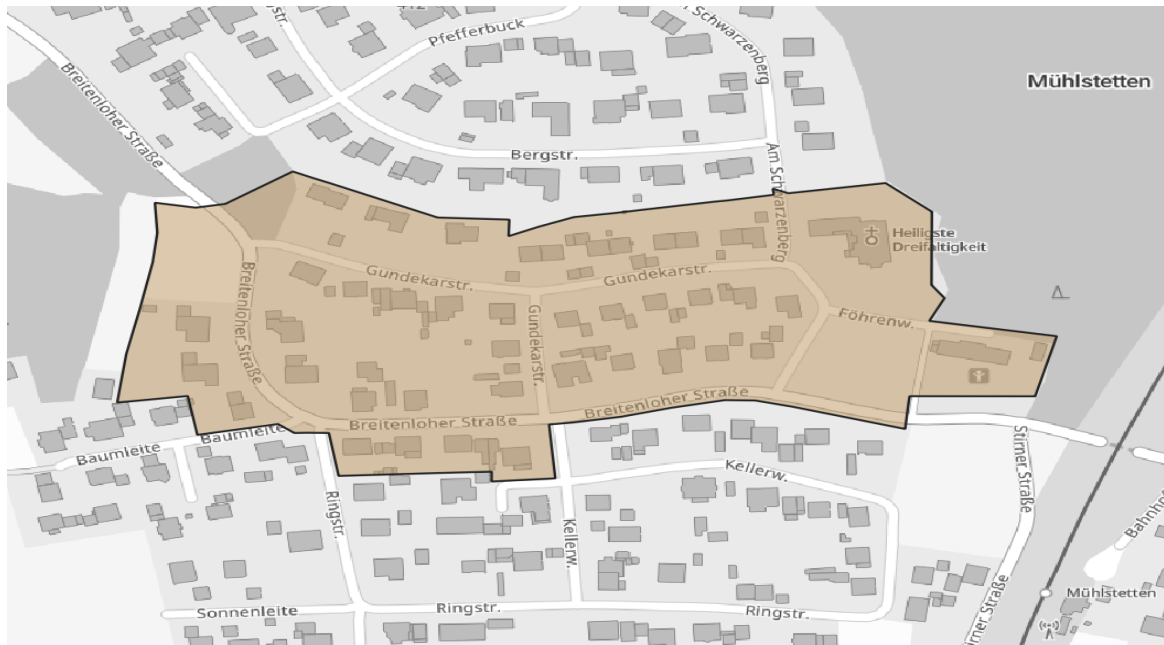 Pfefferbuck
Schwarzenberg
Mühlstetten
Breitenloher Straße
Bergstr.
Am Schwarzenberg
Heiligste
Dreifaltigkeit
Gundekarstr.
Gundekarstr.
Breitenloher Straße
Gundekarstr.
Föhrenw.
Breitenloher Straße
Breitenloher Straße
Baumleite
Baumleite
Stirner Straße
Kellerw.
Ringstr.
Kellerw.
Mühlstetten
Sonnenleite
Ringstr.
Ringstr.